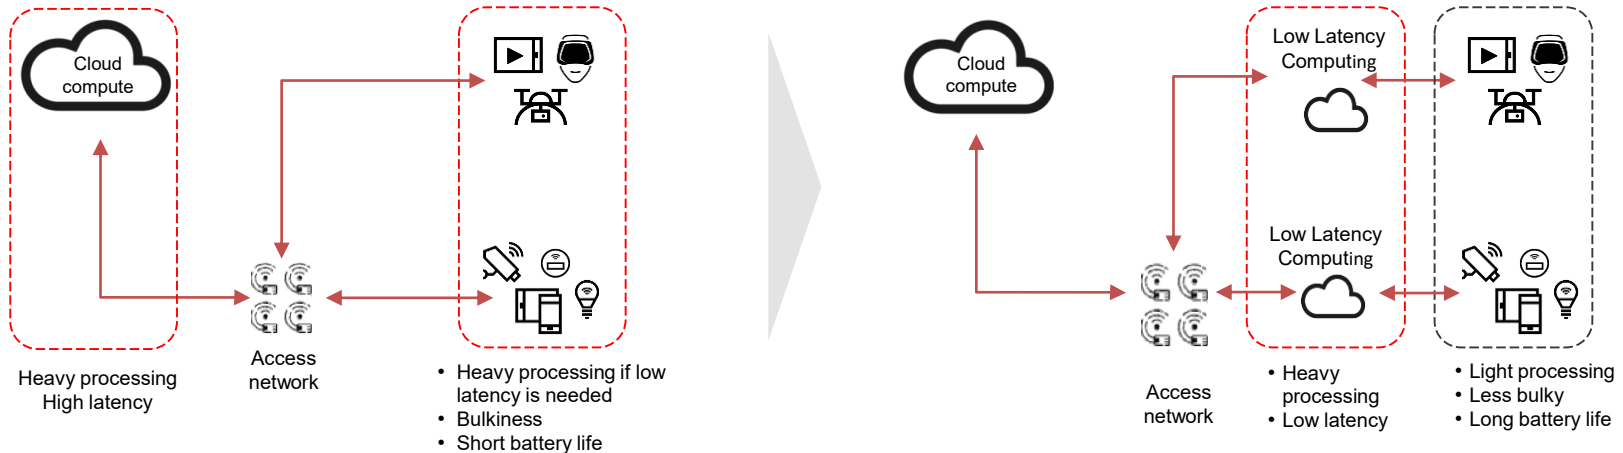 Cloud
compute
Access
network
Heavy processing
High latency
• Heavy processing if low
latency is needed
• Bulkiness
• Short battery life
Cloud
compute
Low Latency
Computing
Low Latency
Computing
Access
network
• Heavy
processing
• Low latency
• Light processing
• Less bulky
• Long battery life